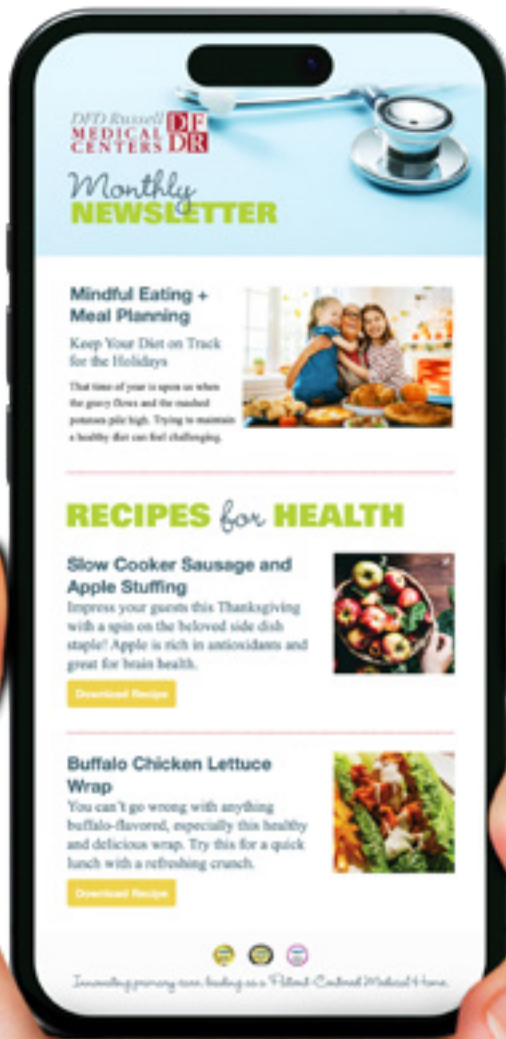 DFD Russell
MEDICAL
CENTERS
DF
DR
Monthly
NEWSLETTER
Mindful Eating +
Meal Planning
Keep Your Diet on Track
for the Holidays
That time of year is upon us when
the gravy flows and the mashed
potatoes pile high. Trying to maintain
a healthy diet can feel challenging.
RECIPES for HEALTH
Slow Cooker Sausage and
Apple Stuffing
Impress your guests this Thanksgiving
with a spin on the beloved side dish
staple! Apple is rich in antioxidants and
great for brain health.
Download Recipe
Buffalo Chicken Lettuce
Wrap
You can't go wrong with anything
buffalo-flavored, especially this healthy
and delicious wrap. Try this for a quick
lunch with a refreshing crunch.
Download Recipe
Innovating primary care, leading as a Patient-Centered Medical Home.